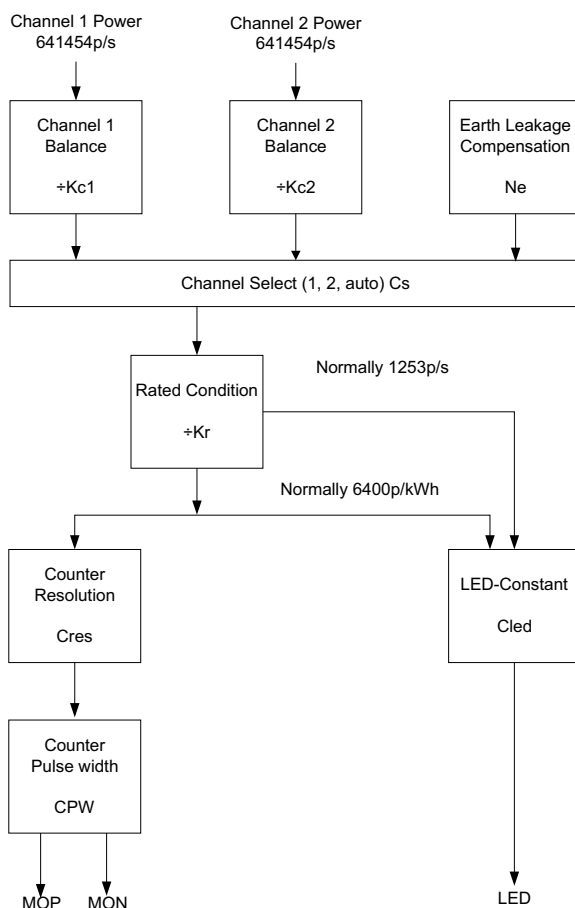 Channel 1 Power
641454p/s
Channel 2 Power
641454p/s
Channel 1
Balance
÷Kc1
Channel 2
Balance
÷Kc2
Earth Leakage
Compensation
Ne
Channel Select (1, 2, auto) Cs
Rated Condition
÷Kr
Normally 1253p/s
Normally 6400p/kWh
Counter
Resolution
Cres
LED-Constant
Cled
Counter
Pulse width
CPW
MOP
MON
LED